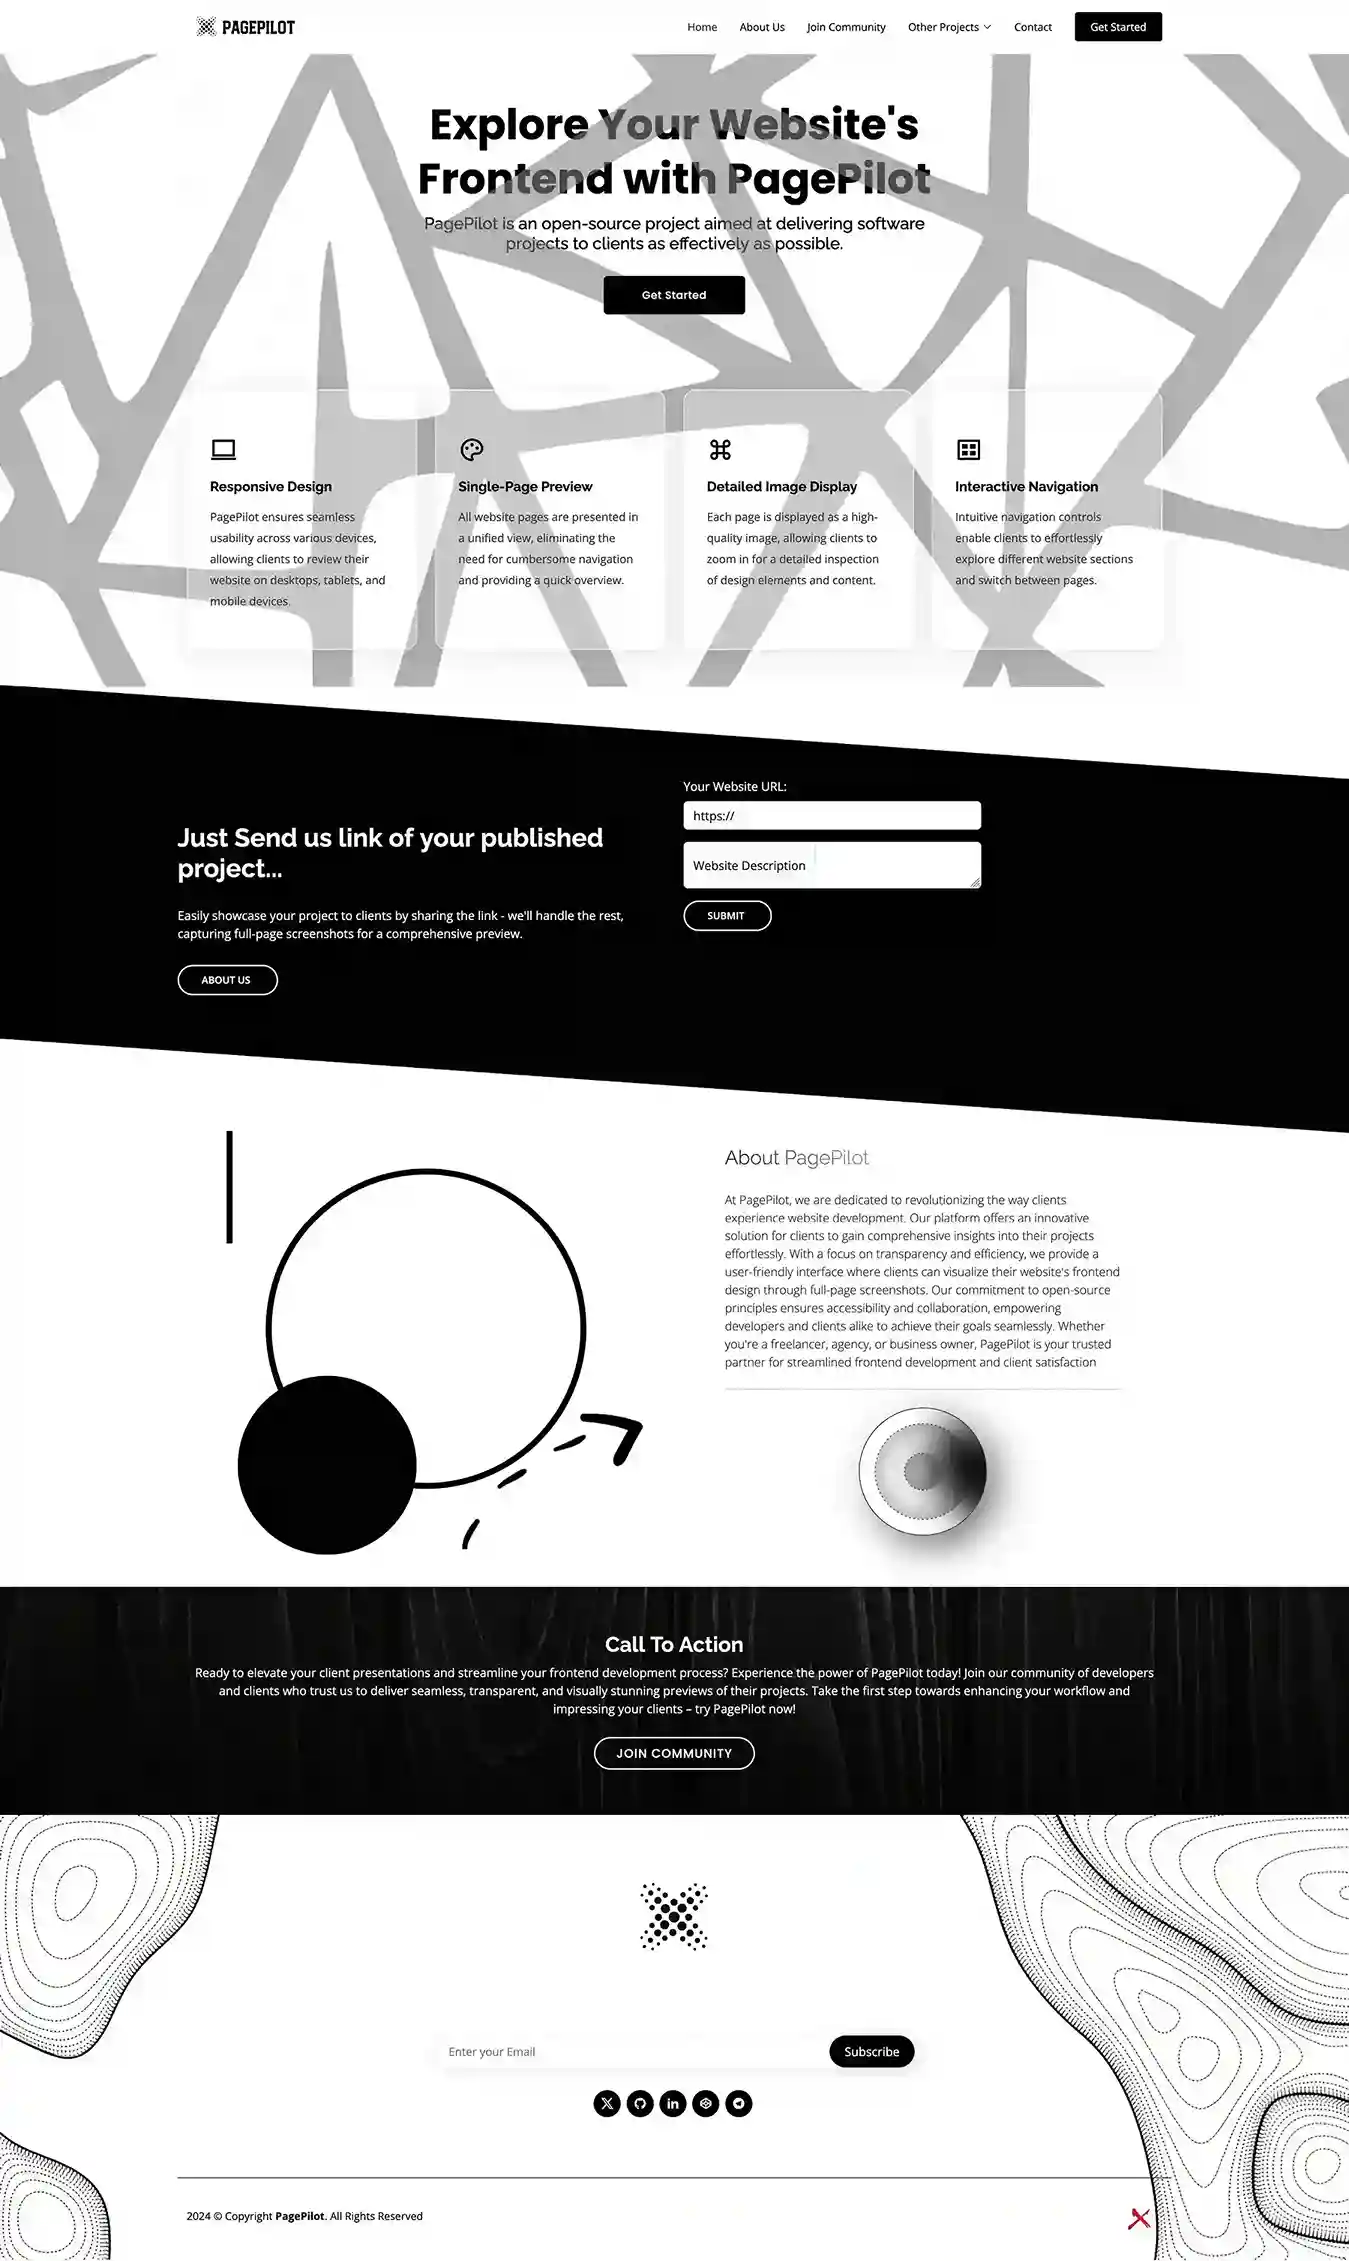 PAGEPILOT
Home About Us Join Community Other Projects Contact Get Started
Explore Your Website's
Frontend with PagePilot
PagePilot is an open-source project aimed at delivering software
projects to clients as effectively as possible.
Get Started
Responsive Design
PagePilot ensures seamless
usability across various devices,
allowing clients to review their
website on desktops, tablets, and
mobile devices.
Single-Page Preview
All website pages are presented in
a unified view, eliminating the
need for cumbersome navigation
and providing a quick overview.
Detailed Image Display
Each page is displayed as a high-
quality image, allowing clients to
zoom in for a detailed inspection
of design elements and content.
Interactive Navigation
Intuitive navigation controls
enable clients to effortlessly
explore different website sections
and switch between pages.
Just Send us link of your published
project...
Easily showcase your project to clients by sharing the link - we'll handle the rest,
capturing full-page screenshots for a comprehensive preview.
ABOUT US
Your Website URL:
https://
Website Description
SUBMIT
About PagePilot
At PagePilot, we are dedicated to revolutionizing the way clients
experience website development. Our platform offers an innovative
solution for clients to gain comprehensive insights into their projects
effortlessly. With a focus on transparency and efficiency, we provide a
user-friendly interface where clients can visualize their website's frontend
design through full-page screenshots. Our commitment to open-source
principles ensures accessibility and collaboration, empowering
developers and clients alike to achieve their goals seamlessly. Whether
you're a freelancer, agency, or business owner, PagePilot is your trusted
partner for streamlined frontend development and client satisfaction
Call To Action
Ready to elevate your client presentations and streamline your frontend development process? Experience the power of PagePilot today! Join our community of developers
and clients who trust us to deliver seamless, transparent, and visually stunning previews of their projects. Take the first step towards enhancing your workflow and
impressing your clients – try PagePilot now!
JOIN COMMUNITY
Enter your Email
Subscribe
2024 © Copyright PagePilot. All Rights Reserved